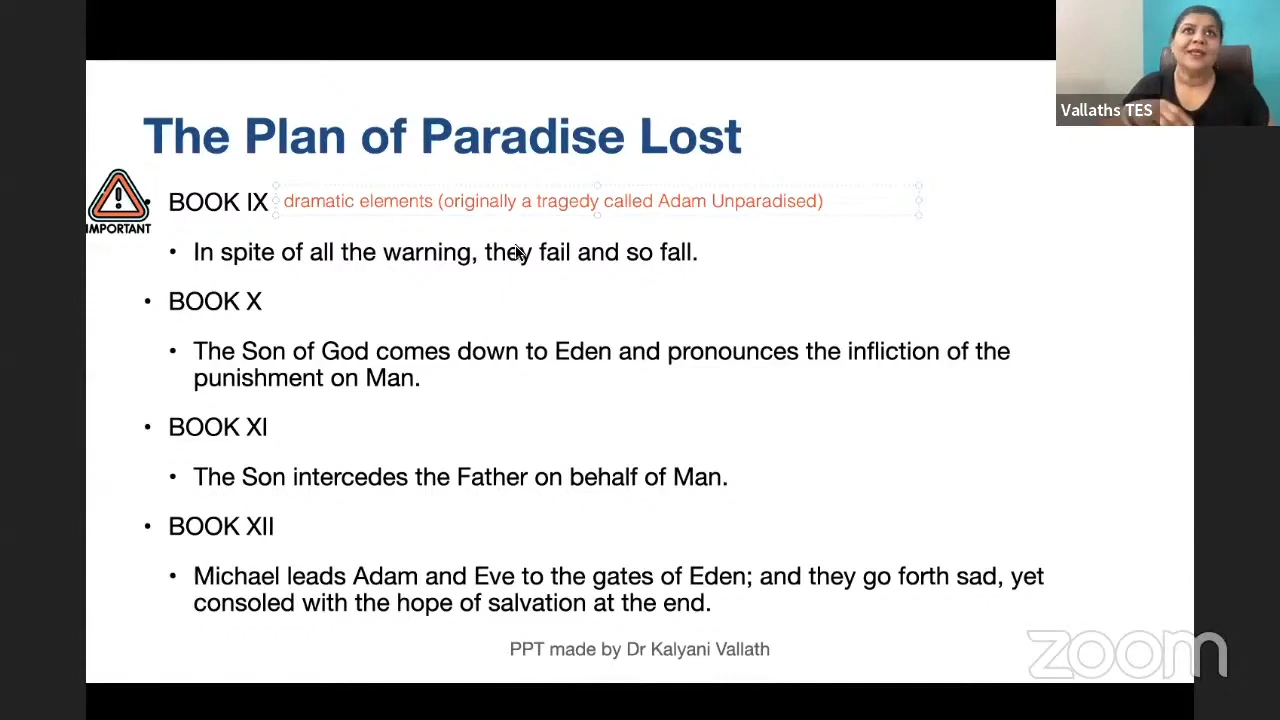 Vallaths TES
The Plan of Paradise Lost
IMPORTANT
• BOOK IX dramatic elements (originally a tragedy called Adam Unparadised)
• In spite of all the warning, they fail and so fall.
• BOOK X
• The Son of God comes down to Eden and pronounces the infliction of the
punishment on Man.
• BOOK XI
• The Son intercedes the Father on behalf of Man.
• BOOK XII
• Michael leads Adam and Eve to the gates of Eden; and they go forth sad, yet
consoled with the hope of salvation at the end.
PPT made by Dr Kalyani Vallath
zoom